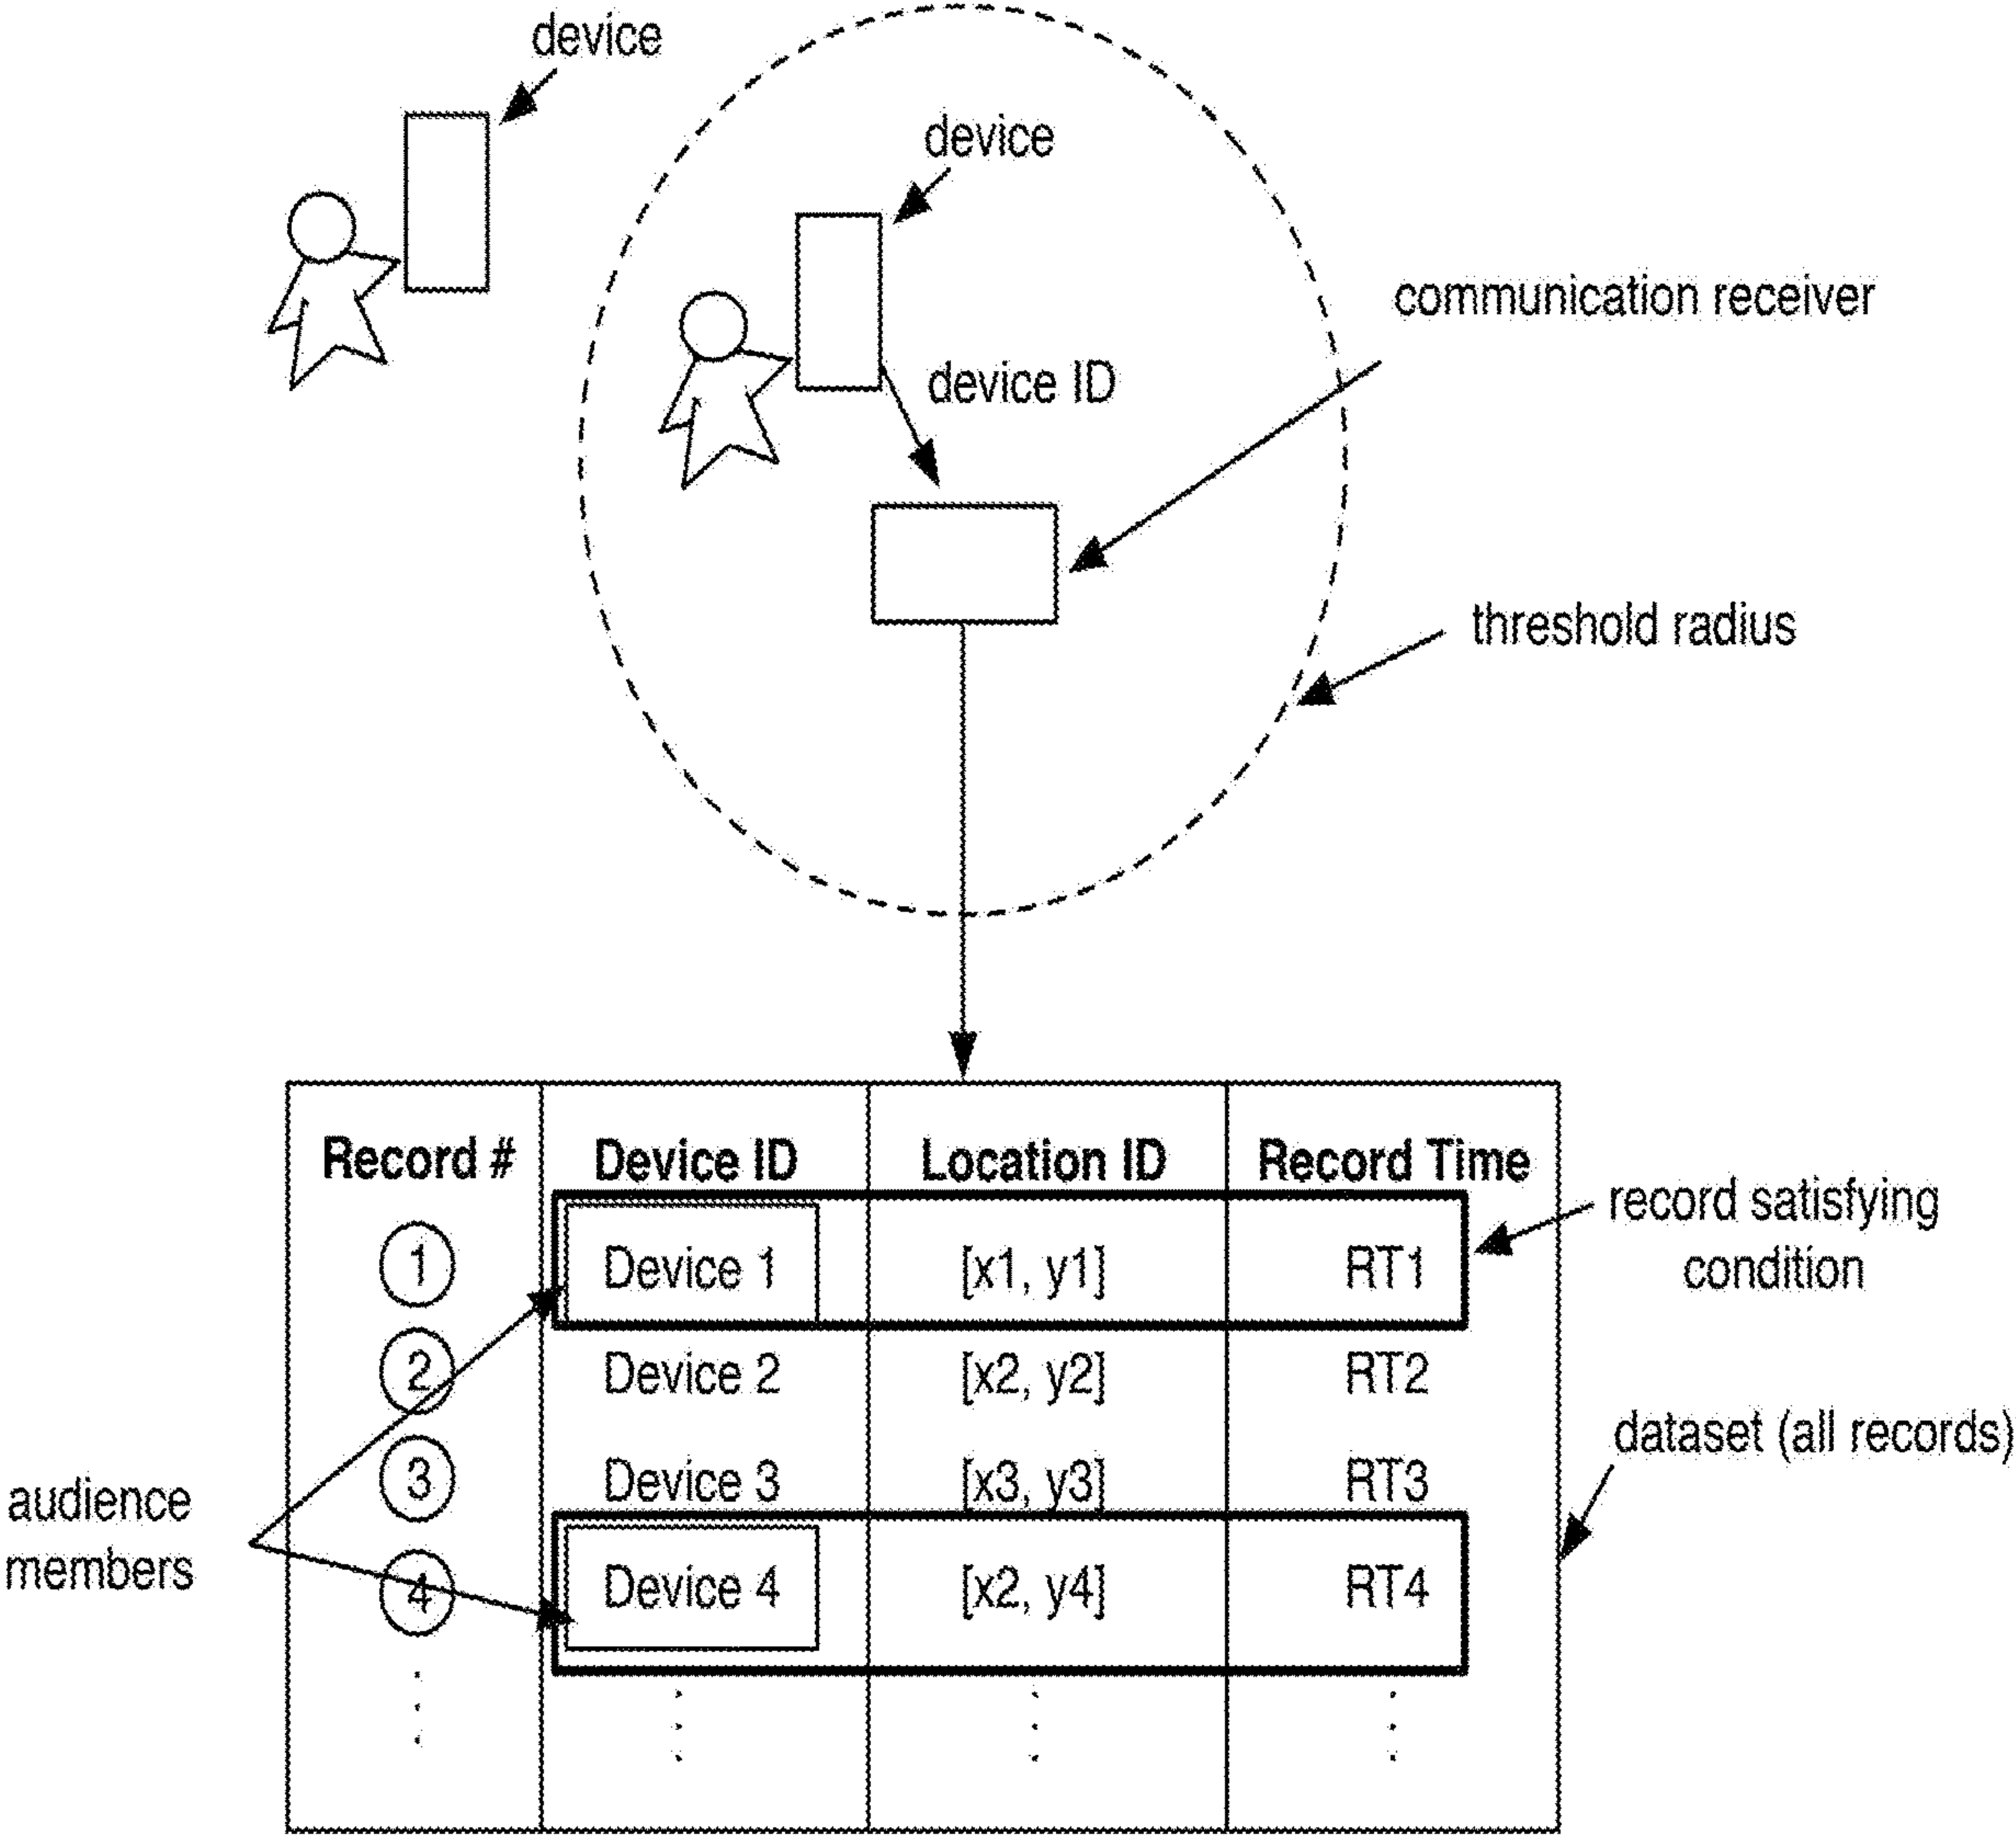 device
device
communication receiver
device ID
threshold radius
Record # Device ID Location ID Record Time
1 Device 1 [x1, y1] RT1
record satisfying
condition
2 Device 2 [x2, y2] RT2
dataset (all records)
3 Device 3 [x3, y3] RT3
audience
members
4 Device 4 [x2, y4] RT4